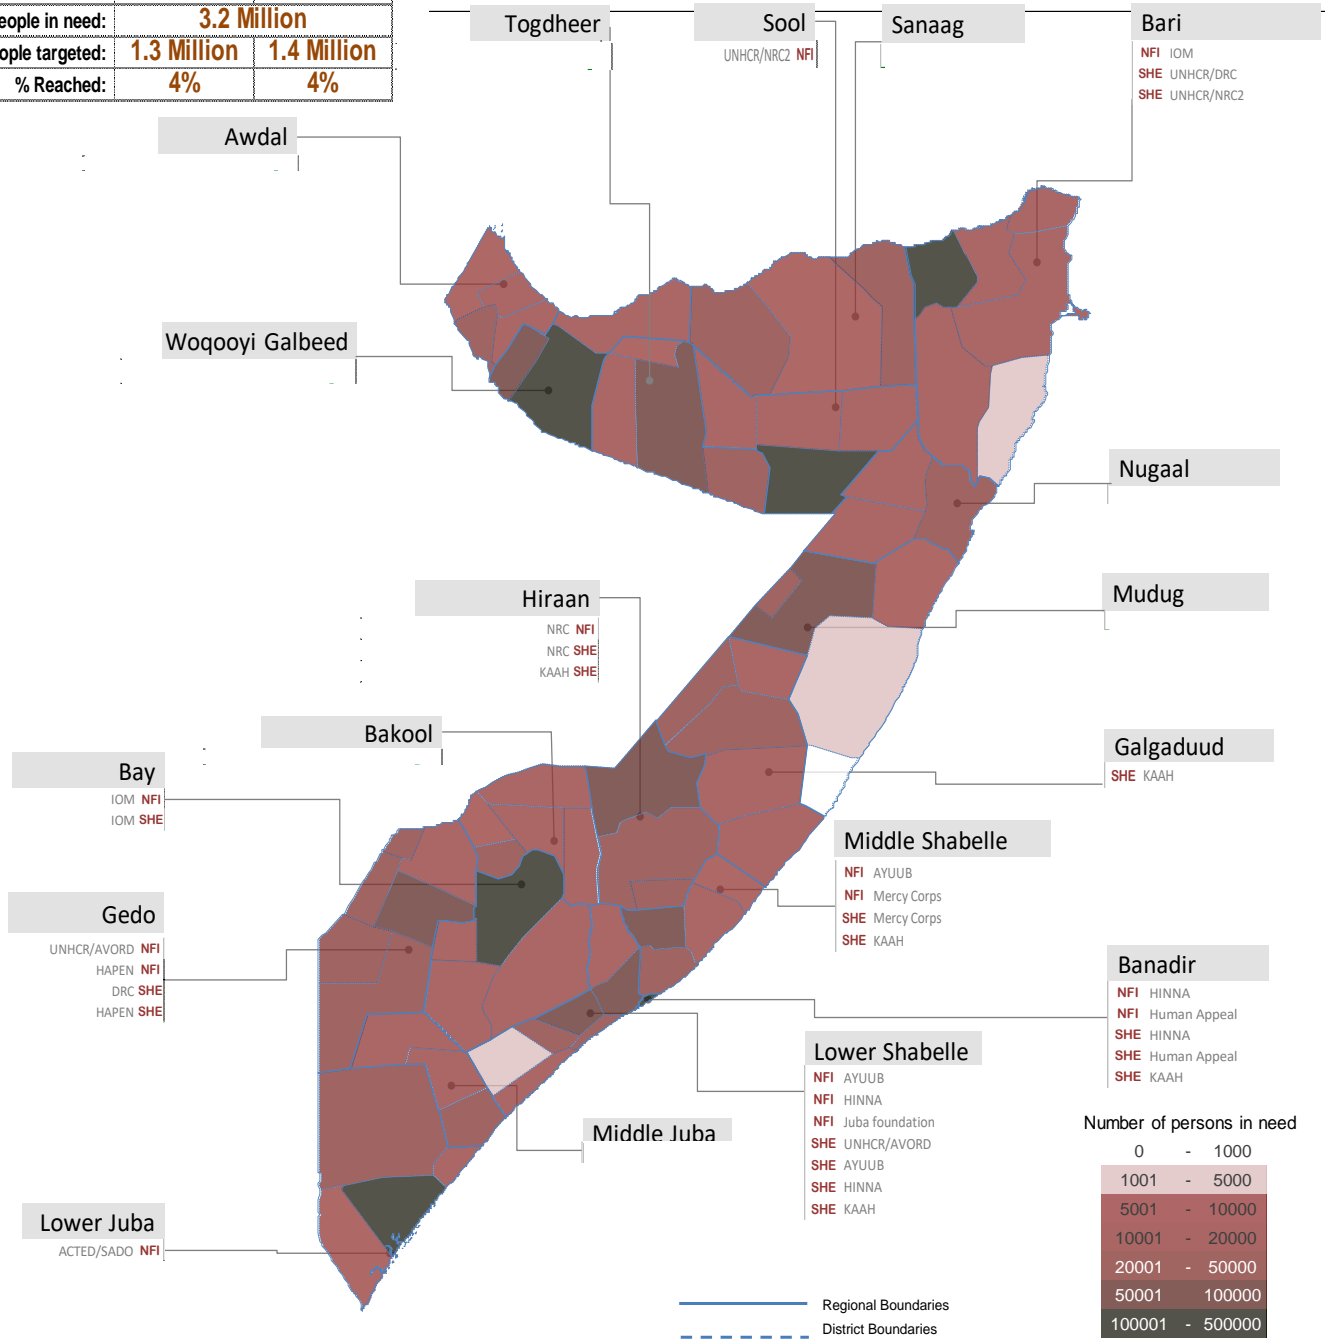 eople in need: 3.2 Million
ople targeted: 1.3 Million 1.4 Million
% Reached: 4% 4%
Togdheer
Sool
UNHCR/NRC2 NFI
Sanaag
Bari
NFI IOM
SHE UNHCR/DRC
SHE UNHCR/NRC2
Awdal
Woqooyi Galbeed
Nugaal
Hiraan
NRC NFI
NRC SHE
KAAH SHE
Mudug
Bakool
Galgaduud
SHE KAAH
Bay
IOM NFI
IOM SHE
Middle Shabelle
NFI AYUUB
NFI Mercy Corps
SHE Mercy Corps
SHE KAAH
Gedo
UNHCR/AVORD NFI
HAPEN NFI
DRC SHE
HAPEN SHE
Banadir
NFI HINNA
NFI Human Appeal
SHE HINNA
SHE Human Appeal
SHE KAAH
Lower Shabelle
NFI AYUUB
NFI HINNA
NFI Juba foundation
SHE UNHCR/AVORD
SHE AYUUB
SHE HINNA
SHE KAAH
Middle Juba
Lower Juba
ACTED/SADO NFI
Number of persons in need
0 - 1000
1001 - 5000
5001 - 10000
10001 - 20000
20001 - 50000
50001 100000
100001 - 500000
Regional Boundaries
District Boundaries